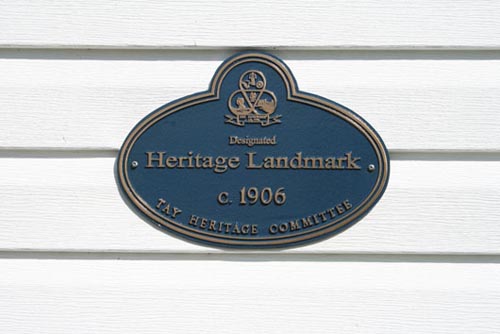 Designated
Heritage Landmark
c. 1906
TAY HERITAGE COMMITTEE